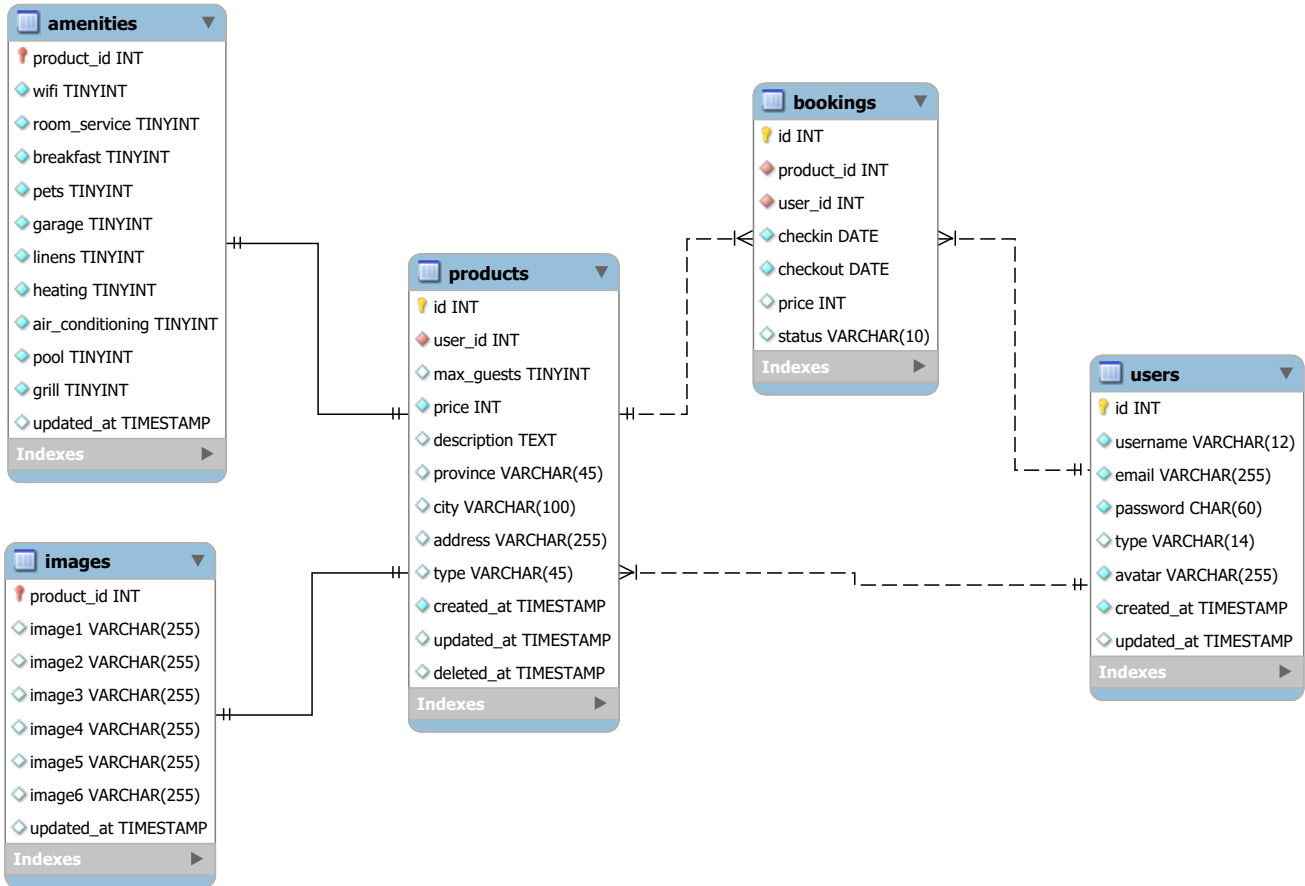 amenities
product_id INT
wifi TINYINT
room_service TINYINT
breakfast TINYINT
pets TINYINT
garage TINYINT
linens TINYINT
heating TINYINT
air_conditioning TINYINT
pool TINYINT
grill TINYINT
updated_at TIMESTAMP
Indexes
images
product_id INT
image1 VARCHAR(255)
image2 VARCHAR(255)
image3 VARCHAR(255)
image4 VARCHAR(255)
image5 VARCHAR(255)
image6 VARCHAR(255)
updated_at TIMESTAMP
Indexes
products
id INT
user_id INT
max_guests TINYINT
price INT
description TEXT
province VARCHAR(45)
city VARCHAR(100)
address VARCHAR(255)
type VARCHAR(45)
created_at TIMESTAMP
updated_at TIMESTAMP
deleted_at TIMESTAMP
Indexes
bookings
id INT
product_id INT
user_id INT
checkin DATE
checkout DATE
price INT
status VARCHAR(10)
Indexes
users
id INT
username VARCHAR(12)
email VARCHAR(255)
password CHAR(60)
type VARCHAR(14)
avatar VARCHAR(255)
created_at TIMESTAMP
updated_at TIMESTAMP
Indexes